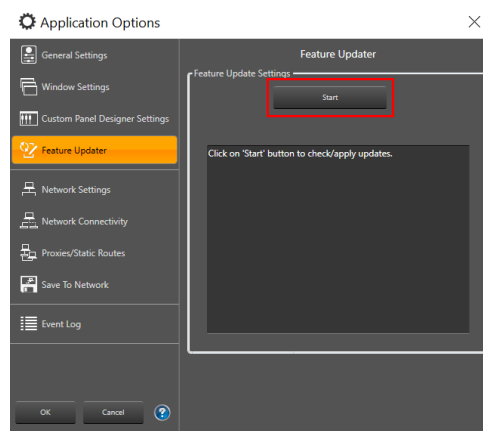 Application Options
General Settings
Window Settings
Custom Panel Designer Settings
Feature Updater
Network Settings
Network Connectivity
Proxies/Static Routes
Save To Network
Event Log
OK
Cancel
?
Feature Updater
Feature Update Settings
Start
Click on 'Start' button to check/apply updates.